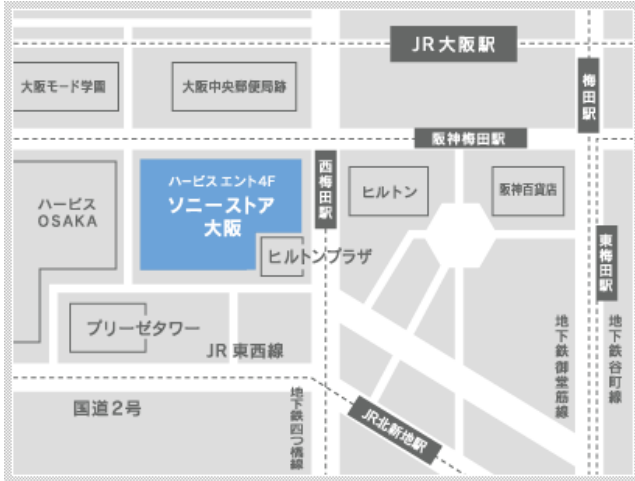 JR大阪駅
大阪モード学園
大阪中央郵便局跡
梅田駅
阪神梅田駅
ハービス
OSAKA
ハービス エント4F
ソニーストア
大阪
西梅田駅
ヒルトン
阪神百貨店
ヒルトンプラザ
東梅田駅
ブリーゼタワー
JR東西線
地下鉄御堂筋線
地下鉄谷町線
国道2号
地下鉄四つ橋線
JR北新地駅